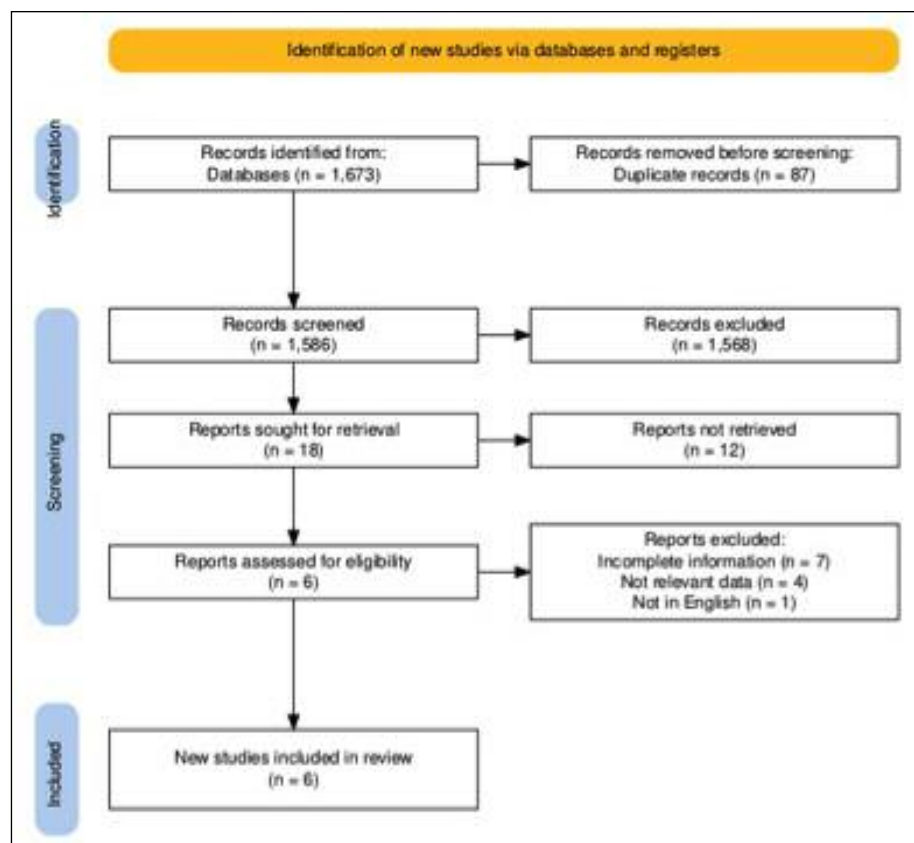 Identification of new studies via databases and registers
Identification
Records identified from:
Databases (n = 1,673)
Records removed before screening:
Duplicate records (n = 87)
Screening
Records screened
(n = 1,586)
Records excluded
(n = 1,568)
Reports sought for retrieval
(n = 18)
Reports not retrieved
(n = 12)
Reports assessed for eligibility
(n = 6)
Reports excluded:
Incomplete information (n = 7)
Not relevant data (n = 4)
Not in English (n = 1)
Included
New studies included in review
(n = 6)